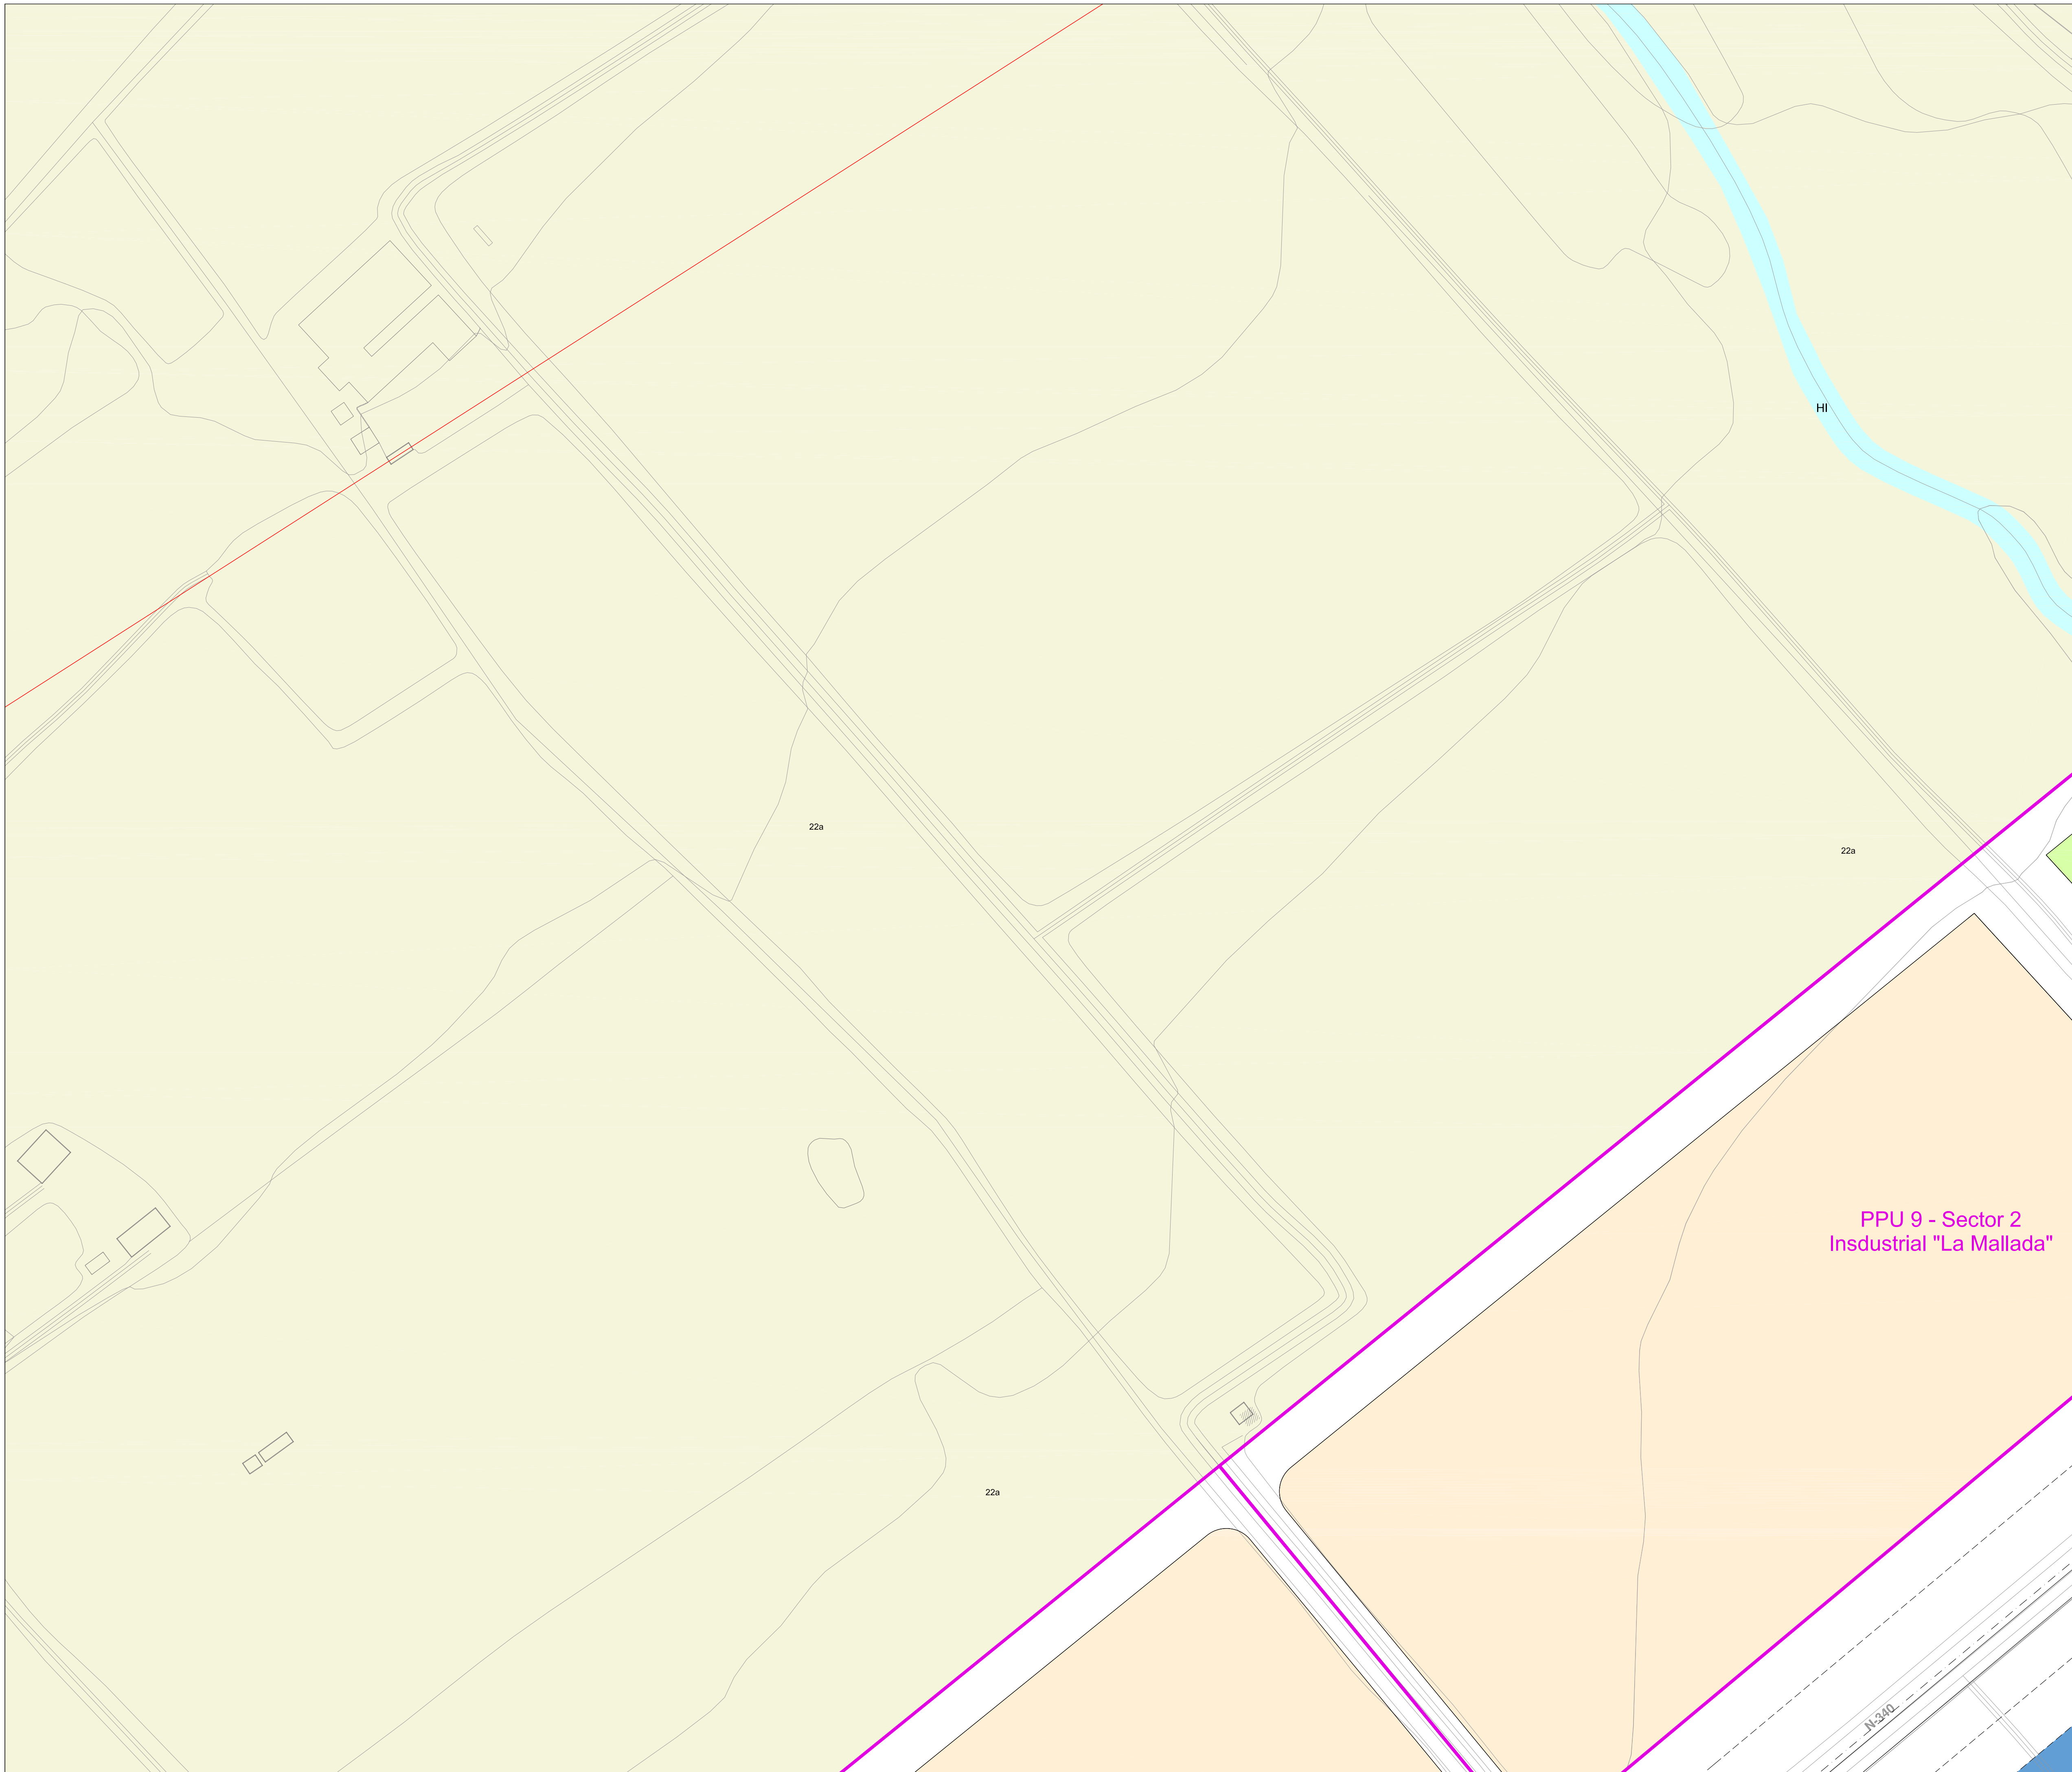 HI
22a
22a
PPU 9 - Sector 2
Insdustrial "La Mallada"
22a
N-340